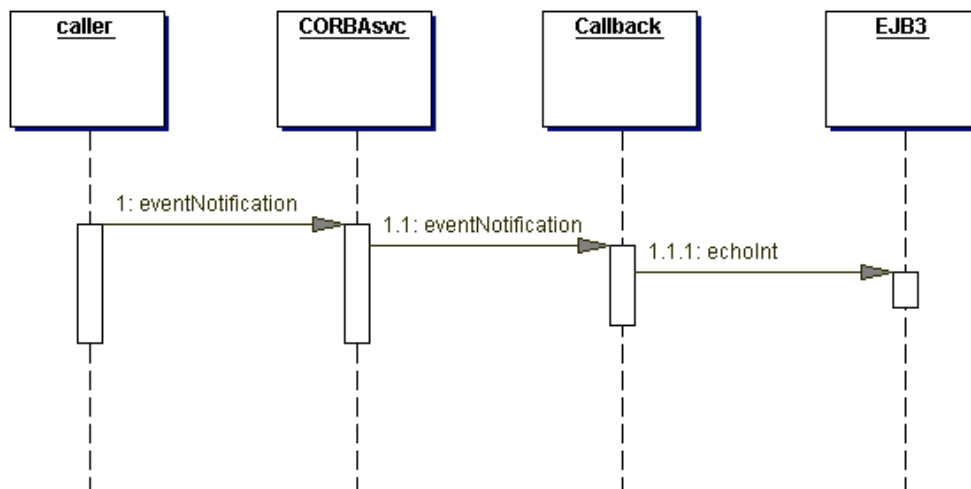 caller
CORBAsvc
Callback
EJB3
1: eventNotification
1.1: eventNotification
1.1.1: echoInt